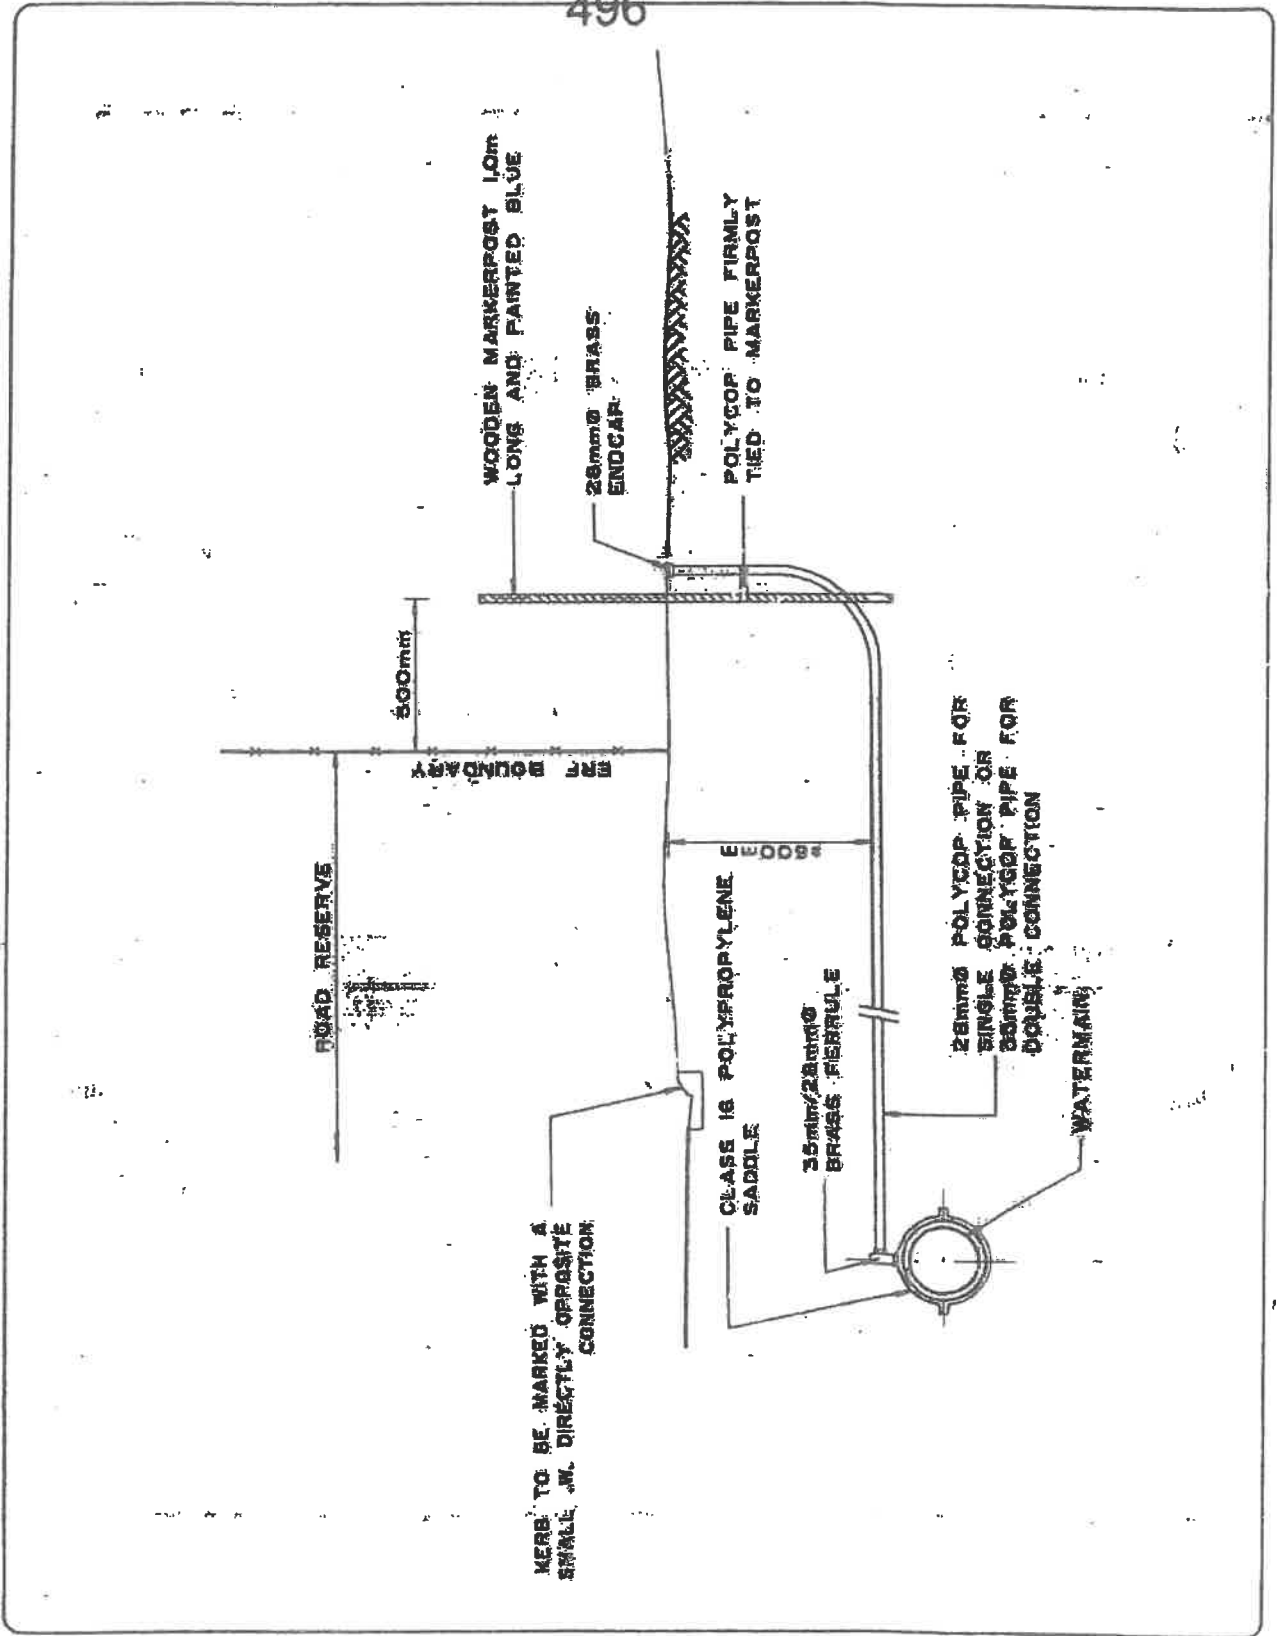 496
WOODEN MARKERPOST 1,0m
LONG AND PAINTED BLUE
28mmØ BRASS
ENDCAP
POLYCOP PIPE FIRMLY
TIED TO MARKERPOST
500mm
ERF BOUNDARY
ROAD RESERVE
CLASS 16 POLYPROPYLENE
SADDLE
35mm/28mmØ
BRASS FERRULE
28mmØ POLYCOP PIPE FOR
SINGLE CONNECTION OR
35mmØ POLYCOP PIPE FOR
DOUBLE CONNECTION
WATERMAIN
KERB TO BE MARKED WITH A
SMALL .W. DIRECTLY OPPOSITE
CONNECTION